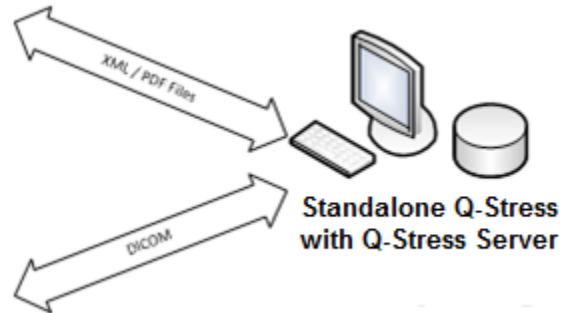 XML / PDF Files
Standalone Q-Stress
with Q-Stress Server
DICOM